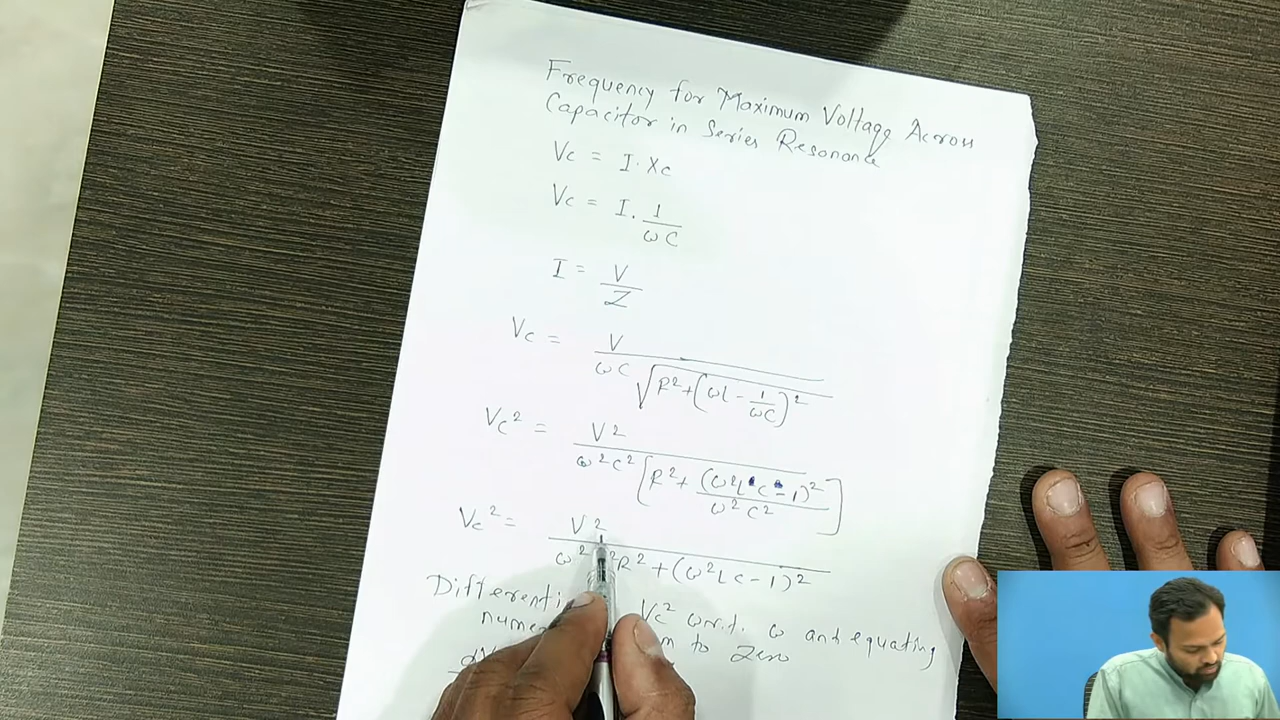 Frequency for Maximum Voltage Across
Capacitor in Series Resonance
Vc = I · Xc
Vc = I · 1/ωC
I = V/Z
Vc = V / ωC √(R² + (ωL - 1/ωC)²)
Vc² = V² / ω²C² [R² + (ω²LC - 1)² / ω²C²]
Vc² = V² / ω² ²R² + (ω²LC - 1)²
Vc² w.r.t. ω and equating
to Zero